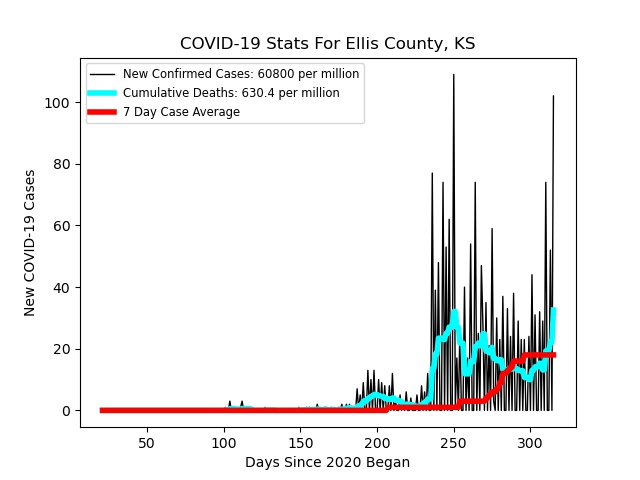 COVID-19 Stats For Ellis County, KS
New Confirmed Cases: 60800 per million
Cumulative Deaths: 630.4 per million
7 Day Case Average
New COVID-19 Cases
100
80
60
40
20
0
50 100 150 200 250 300
Days Since 2020 Began